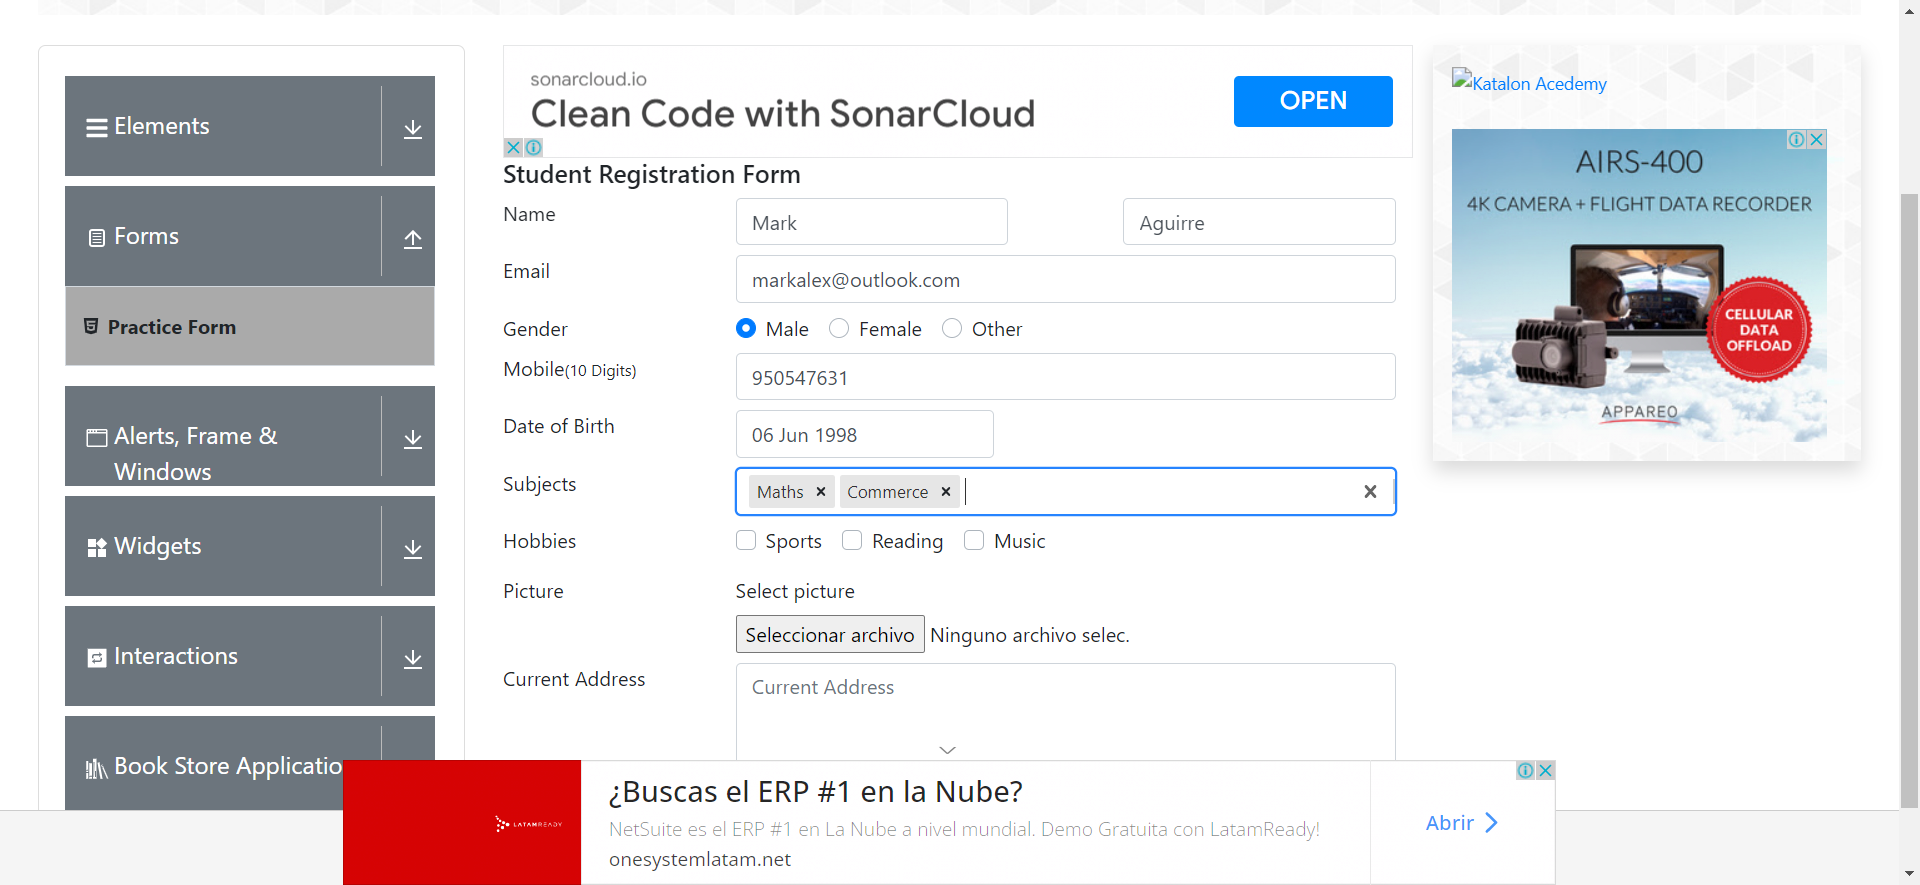 Elements
Forms
Practice Form
Alerts, Frame &
Windows
Widgets
Interactions
Book Store Applicatio
sonarcloud.io
Clean Code with SonarCloud
OPEN
Student Registration Form
Name
Mark
Aguirre
Email
markalex@outlook.com
Gender
Male
Female
Other
Mobile(10 Digits)
950547631
Date of Birth
06 Jun 1998
Subjects
Maths
Commerce
Hobbies
Sports
Reading
Music
Picture
Select picture
Seleccionar archivo Ninguno archivo selec.
Current Address
Current Address
Katalon Acedemy
AIRS-400
4K CAMERA + FLIGHT DATA RECORDER
CELLULAR
DATA
OFFLOAD
APPAREO
LATAMREADY
¿Buscas el ERP #1 en la Nube?
NetSuite es el ERP #1 en La Nube a nivel mundial. Demo Gratuita con LatamReady!
onesystemlatam.net
Abrir